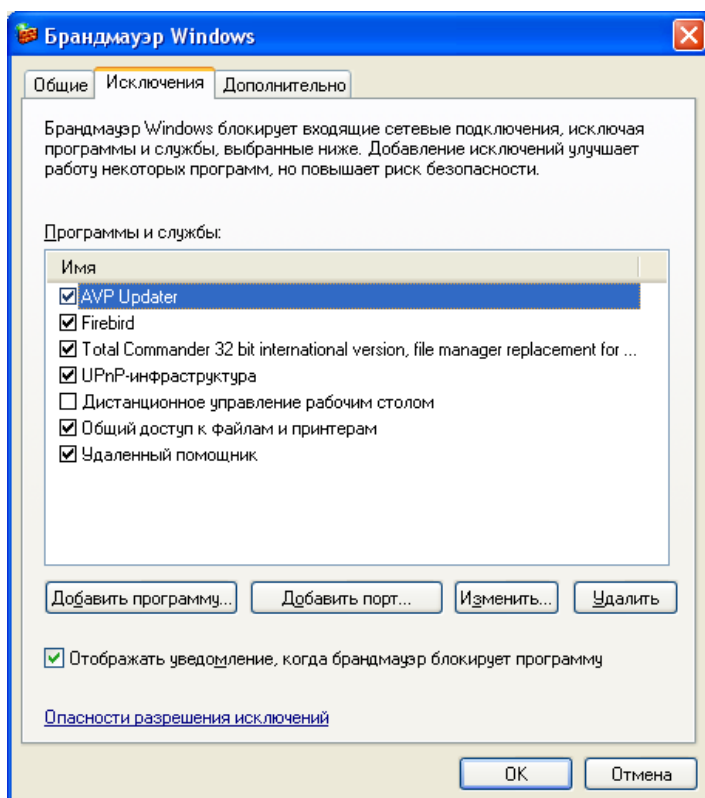 Брандмауэр Windows
Общие Исключения Дополнительно
Брандмауэр Windows блокирует входящие сетевые подключения, исключая
программы и службы, выбранные ниже. Добавление исключений улучшает
работу некоторых программ, но повышает риск безопасности.
Программы и службы:
Имя
AVP Updater
Firebird
Total Commander 32 bit international version, file manager replacement for ...
UPnP-инфраструктура
Дистанционное управление рабочим столом
Общий доступ к файлам и принтерам
Удаленный помощник
Добавить программу... Добавить порт... Изменить... Удалить
Отображать уведомление, когда брандмауэр блокирует программу
Опасности разрешения исключений
OK Отмена